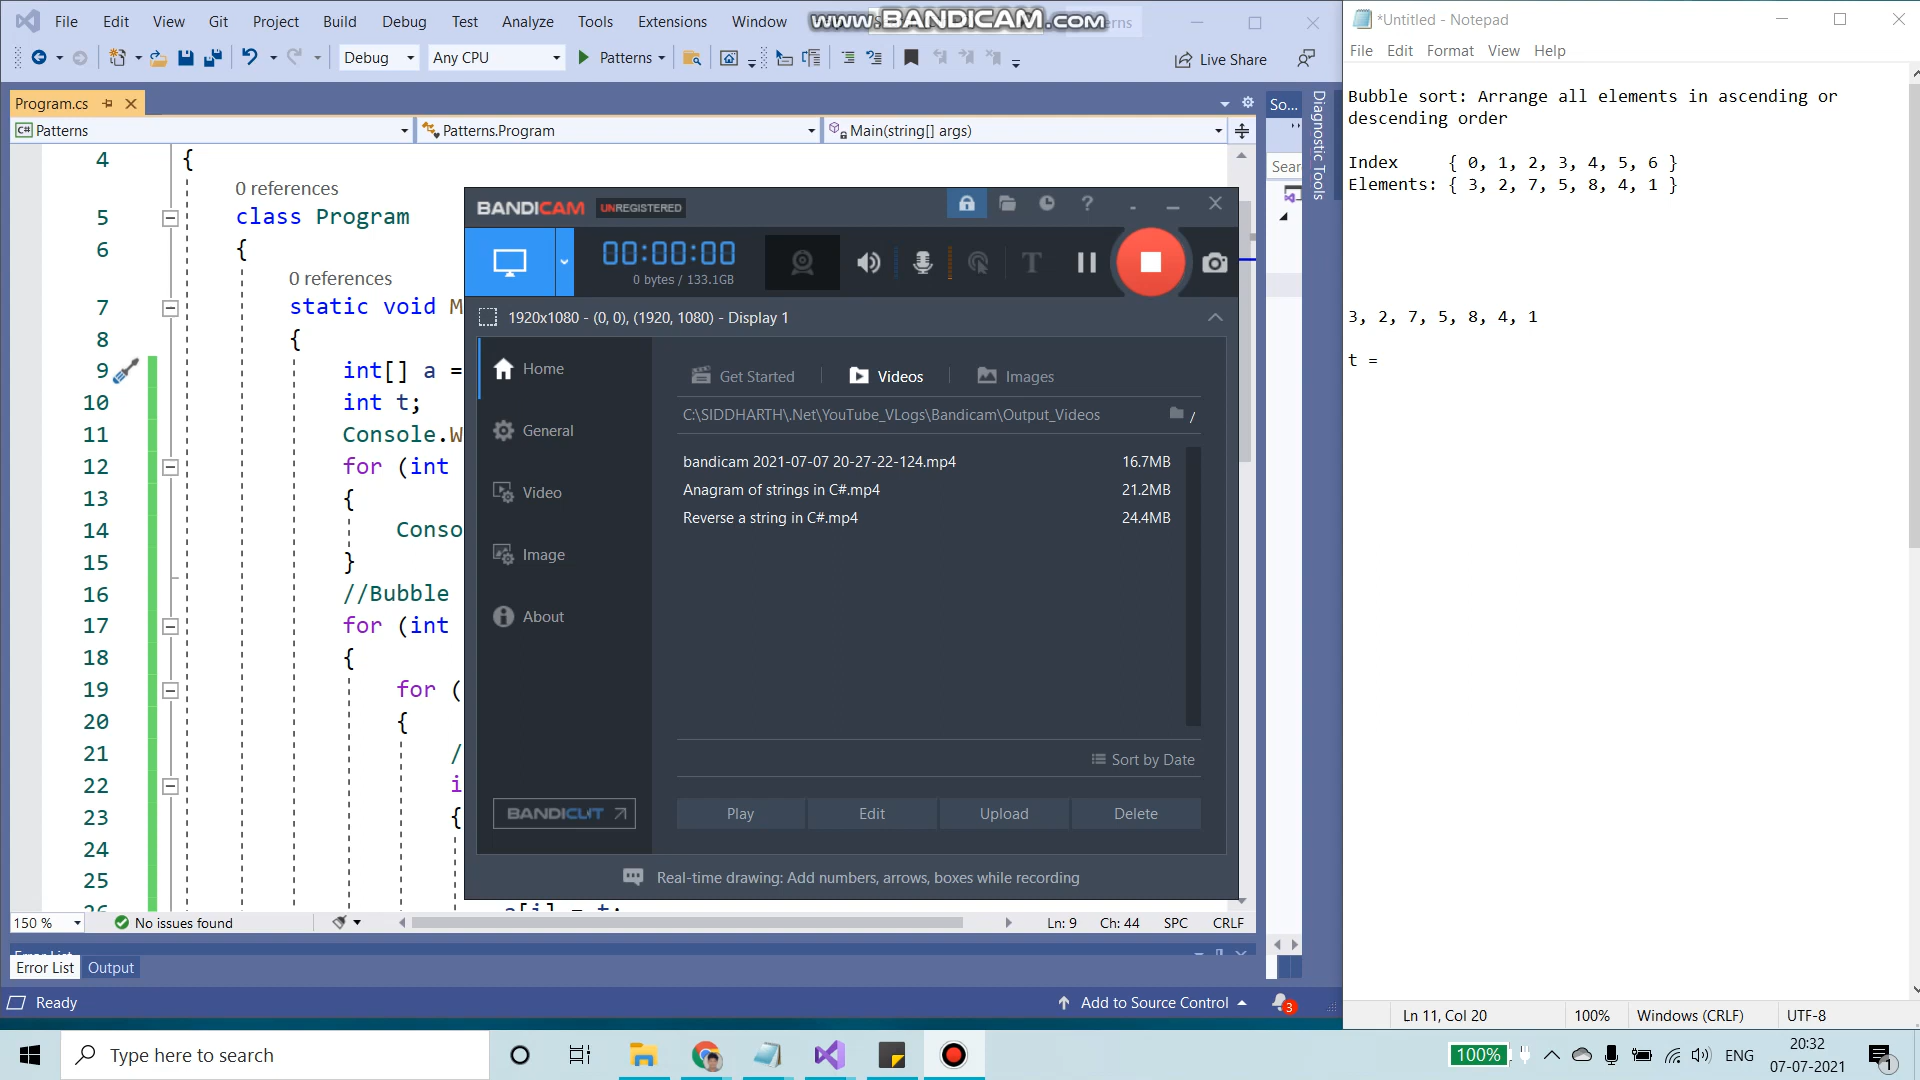 File Edit View Git Project Build Debug Test Analyze Tools Extensions Window
www.BANDICAM.com
Debug Any CPU Patterns Live Share
Program.cs
So...
Patterns Patterns.Program Main(string[] args)
Diagnostic Tools
Sear
4 {
0 references
5 class Program
6 {
0 references
7 static void M
8 {
9 int[] a =
10 int t;
11 Console.W
12 for (int
13 {
14 Conso
15 }
16 //Bubble
17 for (int
18 {
19 for (
20 {
21 /
22 i
23 {
24
25
26 a[j] = t;
150 % No issues found Ln: 9 Ch: 44 SPC CRLF
Error List Output
Ready Add to Source Control 3
BANDICAM UNREGISTERED
00:00:00
0 bytes / 133.1GB
1920x1080 - (0, 0), (1920, 1080) - Display 1
Home
General
Video
Image
About
BANDICUT
Get Started Videos Images
C:\SIDDHARTH\.Net\YouTube_VLogs\Bandicam\Output_Videos
bandicam 2021-07-07 20-27-22-124.mp4 16.7MB
Anagram of strings in C#.mp4 21.2MB
Reverse a string in C#.mp4 24.4MB
Sort by Date
Play Edit Upload Delete
Real-time drawing: Add numbers, arrows, boxes while recording
*Untitled - Notepad
File Edit Format View Help
Bubble sort: Arrange all elements in ascending or
descending order
Index { 0, 1, 2, 3, 4, 5, 6 }
Elements: { 3, 2, 7, 5, 8, 4, 1 }
3, 2, 7, 5, 8, 4, 1
t =
Ln 11, Col 20 100% Windows (CRLF) UTF-8
Type here to search
100% ENG
20:32
07-07-2021
1